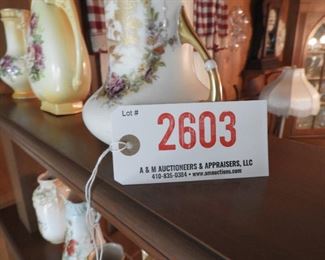 Lot #
2603
A & M AUCTIONEERS & APPRAISERS, LLC
410-835-0384 • www.amauctions.com